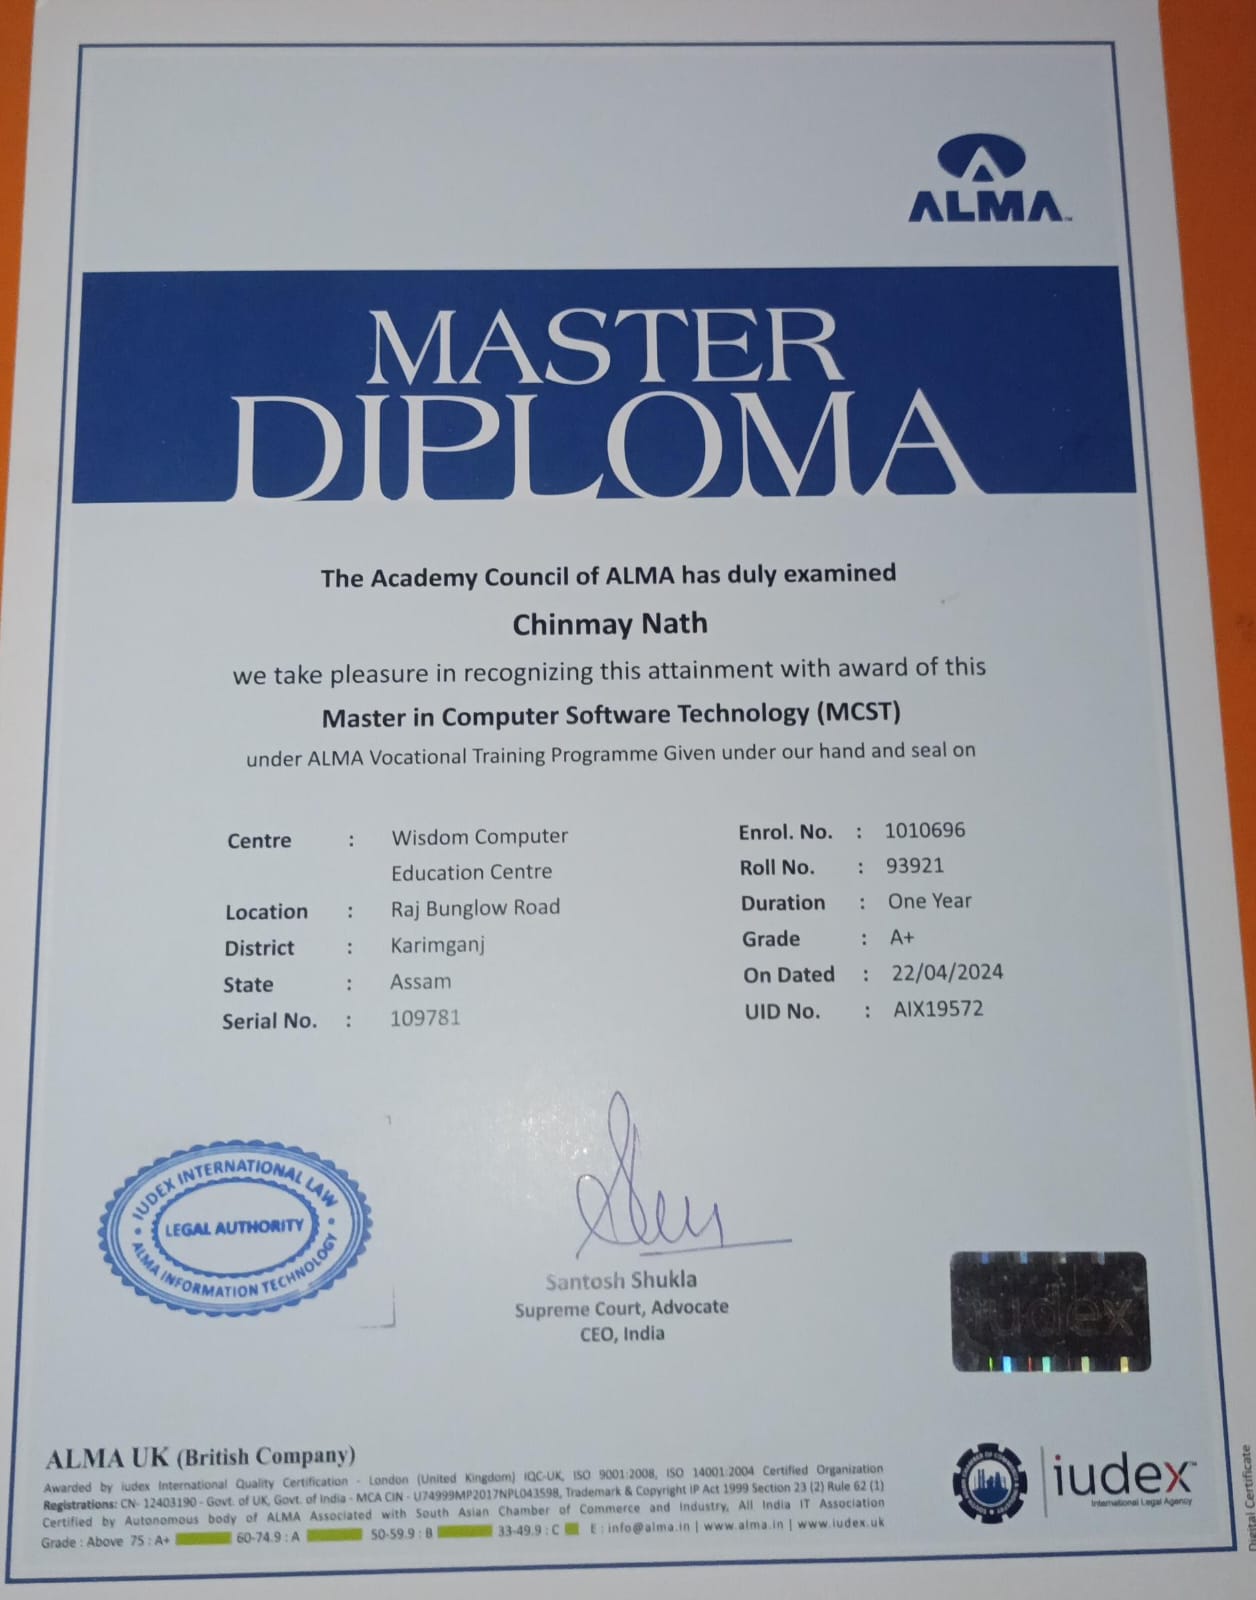 ALMA™
MASTER
DIPLOMA
The Academy Council of ALMA has duly examined
Chinmay Nath
we take pleasure in recognizing this attainment with award of this
Master in Computer Software Technology (MCST)
under ALMA Vocational Training Programme Given under our hand and seal on
Centre : Wisdom Computer
Education Centre
Location : Raj Bunglow Road
District : Karimganj
State : Assam
Serial No. : 109781
Enrol. No. : 1010696
Roll No. : 93921
Duration : One Year
Grade : A+
On Dated : 22/04/2024
UID No. : AIX19572
IUDEX INTERNATIONAL LAW
LEGAL AUTHORITY
ALMA INFORMATION TECHNOLOGY
Santosh Shukla
Supreme Court, Advocate
CEO, India
iudex
ALMA UK (British Company)
Awarded by iudex International Quality Certification - London (United Kingdom) IQC-UK, ISO 9001:2008, ISO 14001:2004 Certified Organization
Registrations: CN- 12403190 - Govt. of UK, Govt. of India - MCA CIN - U74999MP2017NPL043598, Trademark & Copyright IP Act 1999 Section 23 (2) Rule 62 (1)
Certified by Autonomous body of ALMA Associated with South Asian Chamber of Commerce and Industry, All India IT Association
Grade : Above 75 : A+ 60-74.9 : A 50-59.9 : B 33-49.9 : C E : info@alma.in | www.alma.in | www.iudex.uk
iudex™
International Legal Agency
Digital Certificate